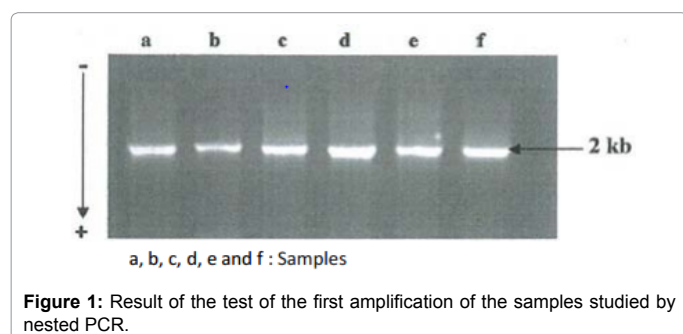 a b c d e f
-
2 kb
+
a, b, c, d, e and f : Samples
Figure 1: Result of the test of the first amplification of the samples studied by
nested PCR.